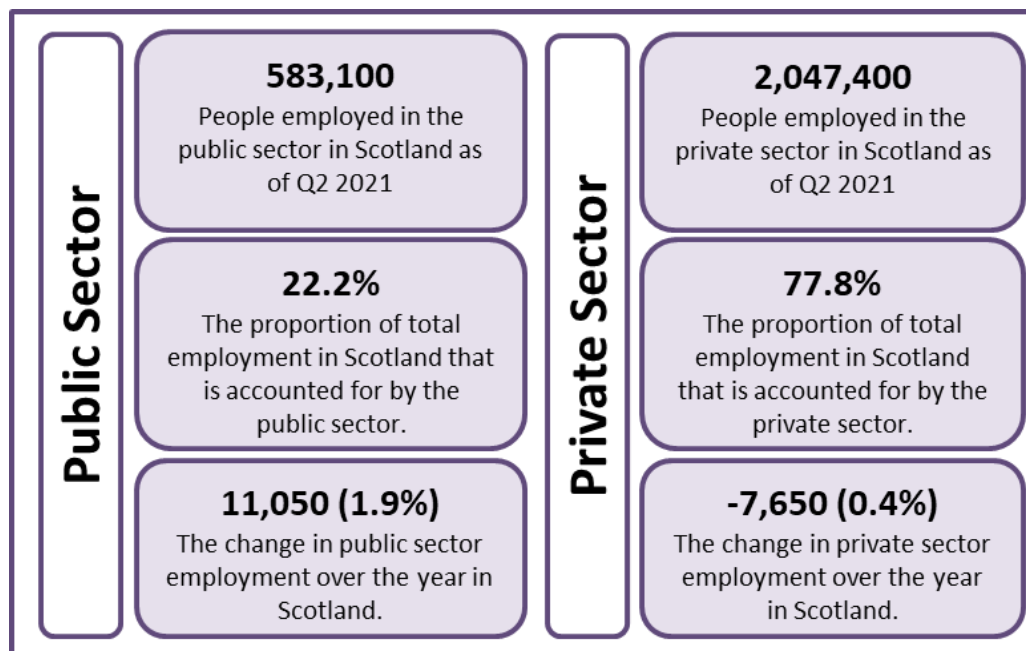 Public Sector
583,100
People employed in the
public sector in Scotland as
of Q2 2021
22.2%
The proportion of total
employment in Scotland that
is accounted for by the
public sector.
11,050 (1.9%)
The change in public sector
employment over the year in
Scotland.
Private Sector
2,047,400
People employed in the
private sector in Scotland as
of Q2 2021
77.8%
The proportion of total
employment in Scotland
that is accounted for by the
private sector.
-7,650 (0.4%)
The change in private sector
employment over the year
in Scotland.